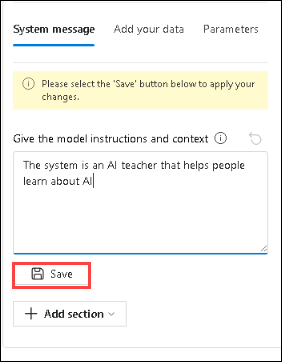 System message Add your data Parameters
Please select the 'Save' button below to apply your
changes.
Give the model instructions and context
The system is an AI teacher that helps people
learn about AI
Save
Add section